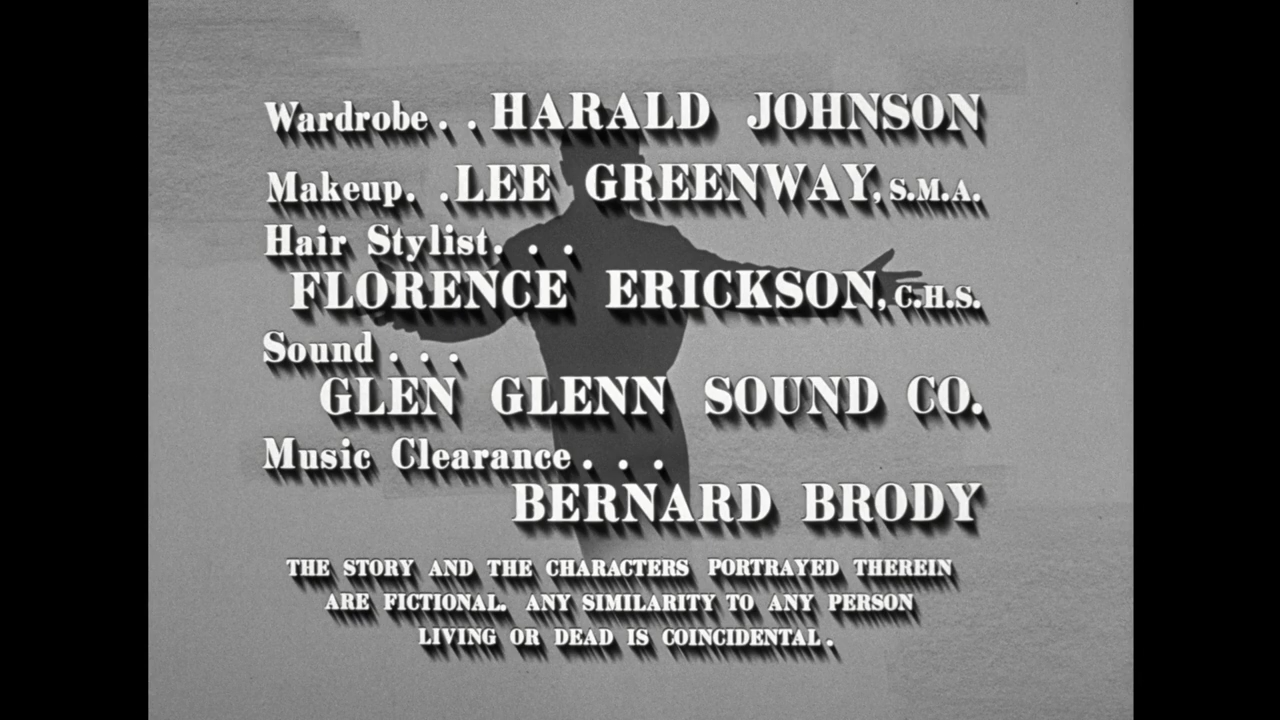 Wardrobe . . HARALD JOHNSON
Makeup. . LEE GREENWAY, S.M.A.
Hair Stylist. . .
FLORENCE ERICKSON, C.H.S.
Sound . . .
GLEN GLENN SOUND CO.
Music Clearance . . .
BERNARD BRODY
THE STORY AND THE CHARACTERS PORTRAYED THEREIN
ARE FICTIONAL. ANY SIMILARITY TO ANY PERSON
LIVING OR DEAD IS COINCIDENTAL.